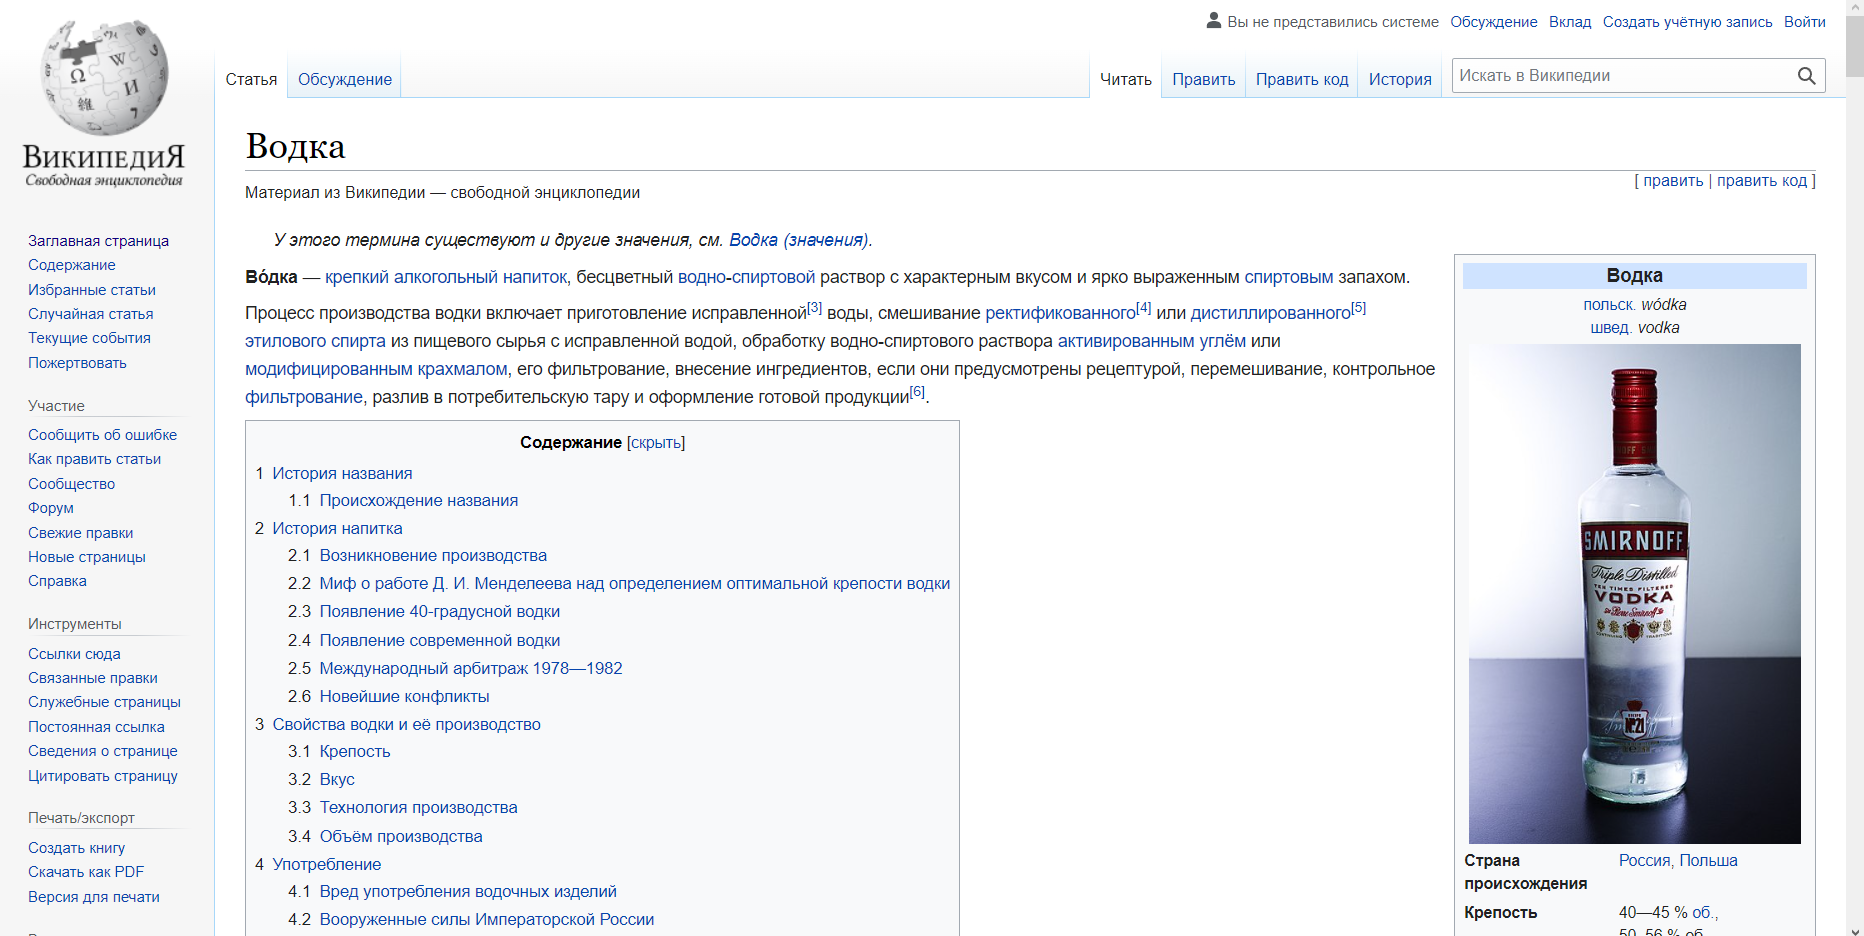 Вы не представились системе Обсуждение Вклад Создать учётную запись Войти
Статья Обсуждение Читать Править Править код История Искать в Википедии
ВикипедиЯ
Свободная энциклопедия
Заглавная страница
Содержание
Избранные статьи
Случайная статья
Текущие события
Пожертвовать
Участие
Сообщить об ошибке
Как править статьи
Сообщество
Форум
Свежие правки
Новые страницы
Справка
Инструменты
Ссылки сюда
Связанные правки
Служебные страницы
Постоянная ссылка
Сведения о странице
Цитировать страницу
Печать/экспорт
Создать книгу
Скачать как PDF
Версия для печати
Водка
[ править | править код ]
Материал из Википедии — свободной энциклопедии
У этого термина существуют и другие значения, см. Водка (значения).
Во́дка — крепкий алкогольный напиток, бесцветный водно-спиртовой раствор с характерным вкусом и ярко выраженным спиртовым запахом.
Процесс производства водки включает приготовление исправленной[3] воды, смешивание ректификованного[4] или дистиллированного[5]
этилового спирта из пищевого сырья с исправленной водой, обработку водно-спиртового раствора активированным углём или
модифицированным крахмалом, его фильтрование, внесение ингредиентов, если они предусмотрены рецептурой, перемешивание, контрольное
фильтрование, разлив в потребительскую тару и оформление готовой продукции[6].
Содержание [скрыть]
1 История названия
1.1 Происхождение названия
2 История напитка
2.1 Возникновение производства
2.2 Миф о работе Д. И. Менделеева над определением оптимальной крепости водки
2.3 Появление 40-градусной водки
2.4 Появление современной водки
2.5 Международный арбитраж 1978—1982
2.6 Новейшие конфликты
3 Свойства водки и её производство
3.1 Крепость
3.2 Вкус
3.3 Технология производства
3.4 Объём производства
4 Употребление
4.1 Вред употребления водочных изделий
4.2 Вооруженные силы Императорской России
Водка
польск. wódka
швед. vodka
SMIRNOFF
Triple Distilled
TEN TIMES FILTERED
VODKA
№21
Страна Россия, Польша
происхождения
Крепость 40—45 % об.,
50–56 % об